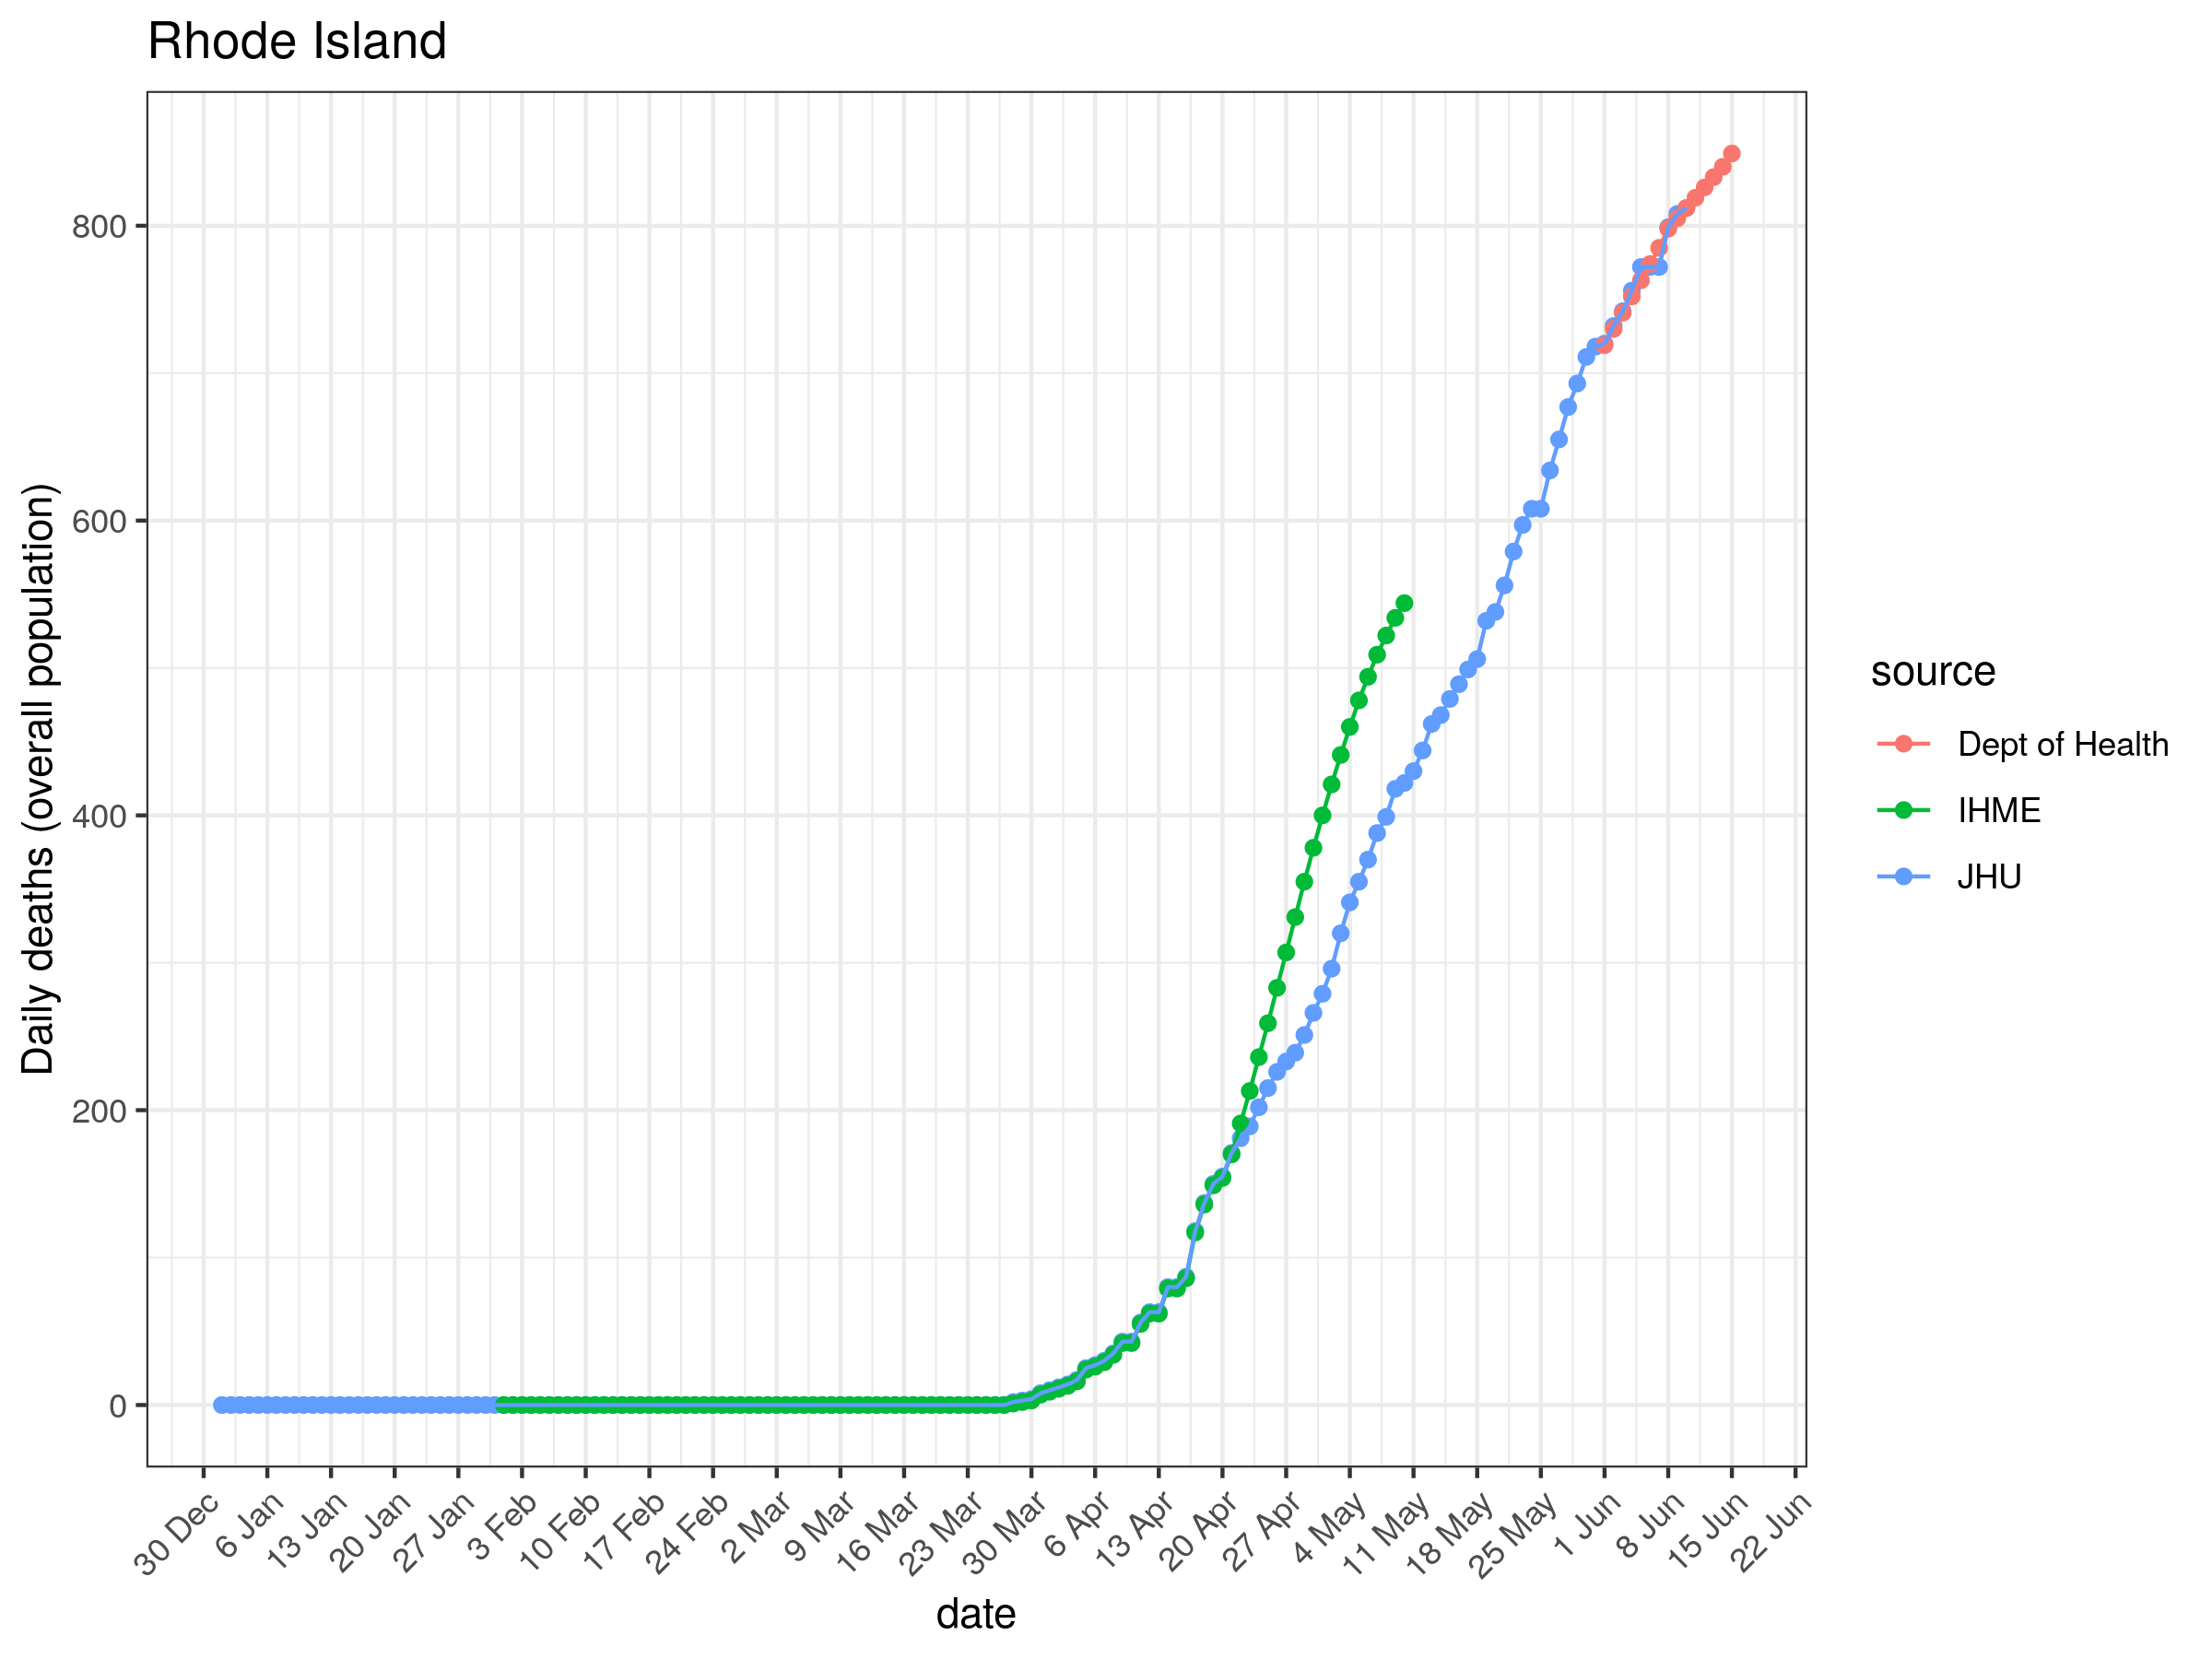 Rhode Island
Daily deaths (overall population)
800
600
400
200
0
30 Dec
6 Jan
13 Jan
20 Jan
27 Jan
3 Feb
10 Feb
17 Feb
24 Feb
2 Mar
9 Mar
16 Mar
23 Mar
30 Mar
6 Apr
13 Apr
20 Apr
27 Apr
4 May
11 May
18 May
25 May
1 Jun
8 Jun
15 Jun
22 Jun
date
source
Dept of Health
IHME
JHU